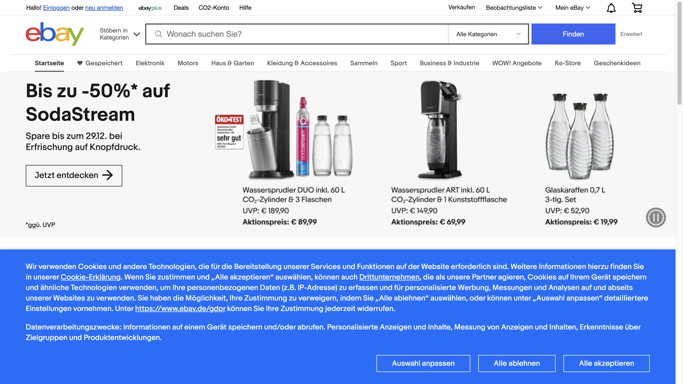 Hallo! Einloggen oder neu anmelden
ebayplus
Deals
CO2-Konto
Hilfe
Verkaufen
Beobachtungsliste
Mein eBay
ebay
Stöbern in
Kategorien
Wonach suchen Sie?
Alle Kategorien
Finden
Erweitert
Startseite
Gespeichert
Elektronik
Motors
Haus & Garten
Kleidung & Accessoires
Sammeln
Sport
Business & Industrie
WOW! Angebote
Re-Store
Geschenkideen
Bis zu -50%* auf
SodaStream
Spare bis zum 29.12. bei
Erfrischung auf Knopfdruck.
Jetzt entdecken
*ggü. UVP
ÖKO-TEST
sehr gut
Wassersprudler DUO inkl. 60 L
CO₂-Zylinder & 3 Flaschen
UVP: € 189,90
Aktionspreis: € 89,99
Wassersprudler ART inkl. 60 L
CO₂-Zylinder & 1 Kunststoffflasche
UVP: € 149,90
Aktionspreis: € 69,99
Glaskaraffen 0,7 L
3-tlg. Set
UVP: € 52,90
Aktionspreis: € 19,99
Wir verwenden Cookies und andere Technologien, die für die Bereitstellung unserer Services und Funktionen auf der Website erforderlich sind. Weitere Informationen hierzu finden Sie
in unserer Cookie-Erklärung. Wenn Sie zustimmen und „Alle akzeptieren" auswählen, können auch Drittunternehmen, die als unsere Partner agieren, Cookies auf Ihrem Gerät speichern
und ähnliche Technologien verwenden, um Ihre personenbezogenen Daten (z.B. IP-Adresse) zu erfassen und für personalisierte Werbung, Messungen und Analysen auf und abseits
unserer Websites zu verwenden. Sie haben die Möglichkeit, Ihre Zustimmung zu verweigern, indem Sie „Alle ablehnen" auswählen, oder können unter „Auswahl anpassen" detailliertere
Einstellungen vornehmen. Unter https://www.ebay.de/gdpr können Sie Ihre Zustimmung jederzeit widerrufen.
Datenverarbeitungszwecke: Informationen auf einem Gerät speichern und/oder abrufen. Personalisierte Anzeigen und Inhalte, Messung von Anzeigen und Inhalten, Erkenntnisse über
Zielgruppen und Produktentwicklungen.
Auswahl anpassen
Alle ablehnen
Alle akzeptieren